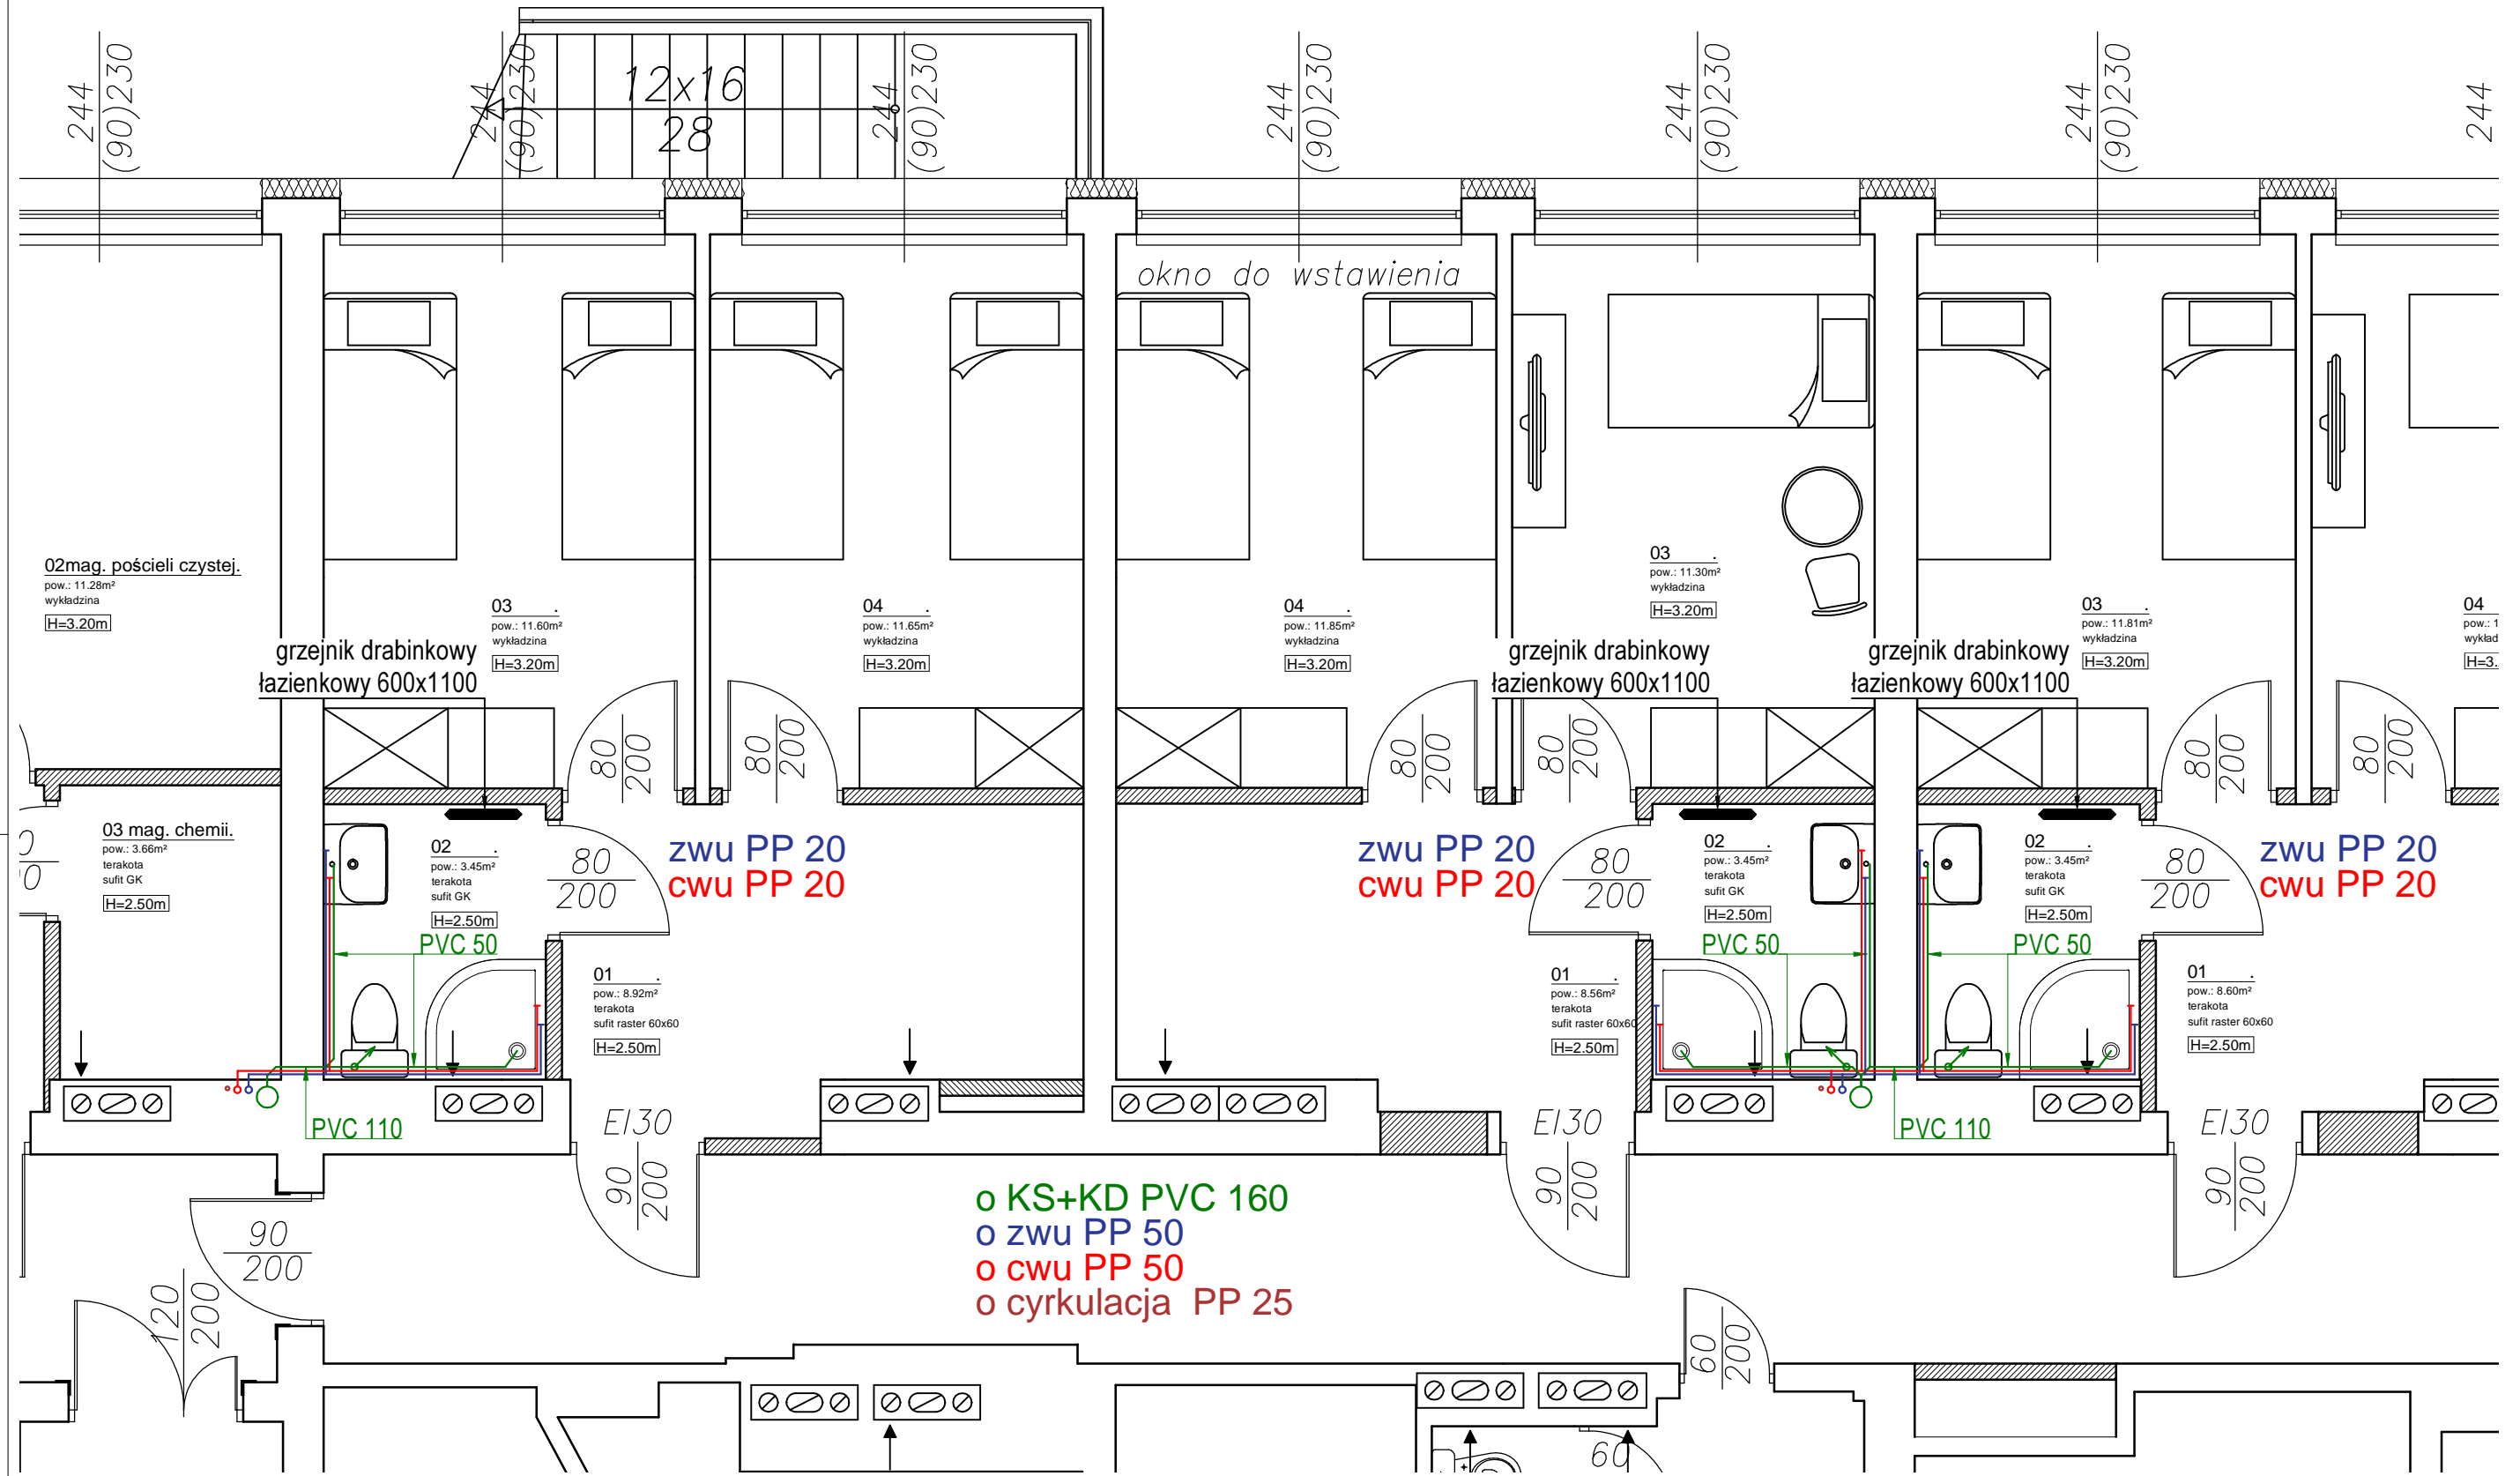 244
(90)230
244
(90)230
12x16
28
244
(90)230
244
(90)230
244
(90)230
244
(90)230
244
okno do wstawienia
02mag. pościeli czystej.
pow.: 11.28m²
wykładzina
H=3.20m
03 .
pow.: 11.60m²
wykładzina
H=3.20m
04 .
pow.: 11.65m²
wykładzina
H=3.20m
04 .
pow.: 11.85m²
wykładzina
H=3.20m
03 .
pow.: 11.30m²
wykładzina
H=3.20m
03 .
pow.: 11.81m²
wykładzina
H=3.20m
04
pow.: 1
wykład
H=3.
grzejnik drabinkowy
łazienkowy 600x1100
grzejnik drabinkowy
łazienkowy 600x1100
grzejnik drabinkowy
łazienkowy 600x1100
80
200
80
200
80
200
80
200
80
200
80
200
03 mag. chemii.
pow.: 3.66m²
terakota
sufit GK
H=2.50m
02 .
pow.: 3.45m²
terakota
sufit GK
H=2.50m
80
200
zwu PP 20
cwu PP 20
zwu PP 20
cwu PP 20
80
200
02 .
pow.: 3.45m²
terakota
sufit GK
H=2.50m
02 .
pow.: 3.45m²
terakota
sufit GK
H=2.50m
80
200
zwu PP 20
cwu PP 20
PVC 50
PVC 50
PVC 50
01 .
pow.: 8.92m²
terakota
sufit raster 60x60
H=2.50m
01 .
pow.: 8.56m²
terakota
sufit raster 60x60
H=2.50m
01 .
pow.: 8.60m²
terakota
sufit raster 60x60
H=2.50m
PVC 110
PVC 110
EI30
90
200
EI30
90
200
EI30
90
200
o KS+KD PVC 160
o zwu PP 50
o cwu PP 50
o cyrkulacja PP 25
90
200
120
200
60
200
60